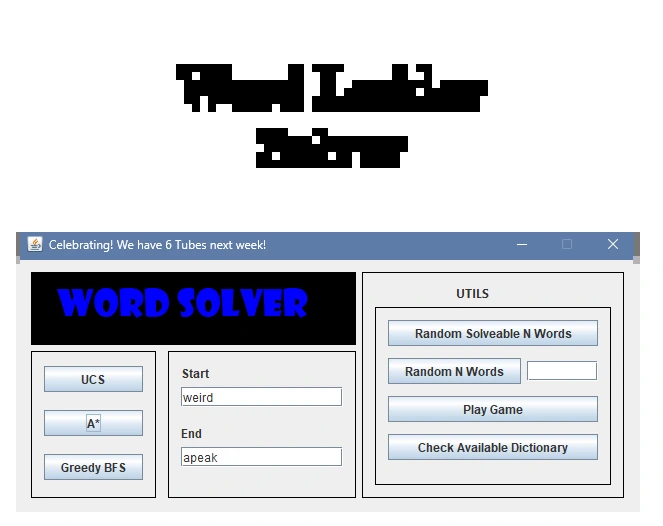 Word Ladder
Solver
Celebrating! We have 6 Tubes next week!
WORD SOLVER
UCS
A*
Greedy BFS
Start
weird
End
apeak
UTILS
Random Solveable N Words
Random N Words
Play Game
Check Available Dictionary